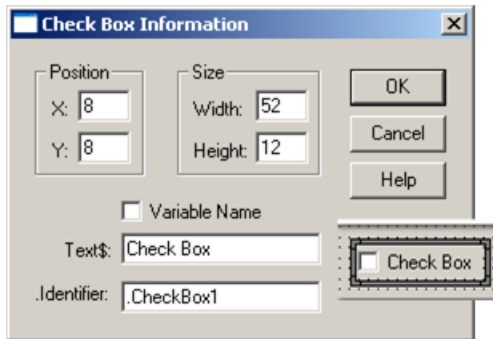 Check Box Information
Position
X: 8
Y: 8
Size
Width: 52
Height: 12
OK
Cancel
Help
Variable Name
Text$: Check Box
.Identifier: .CheckBox1
Check Box